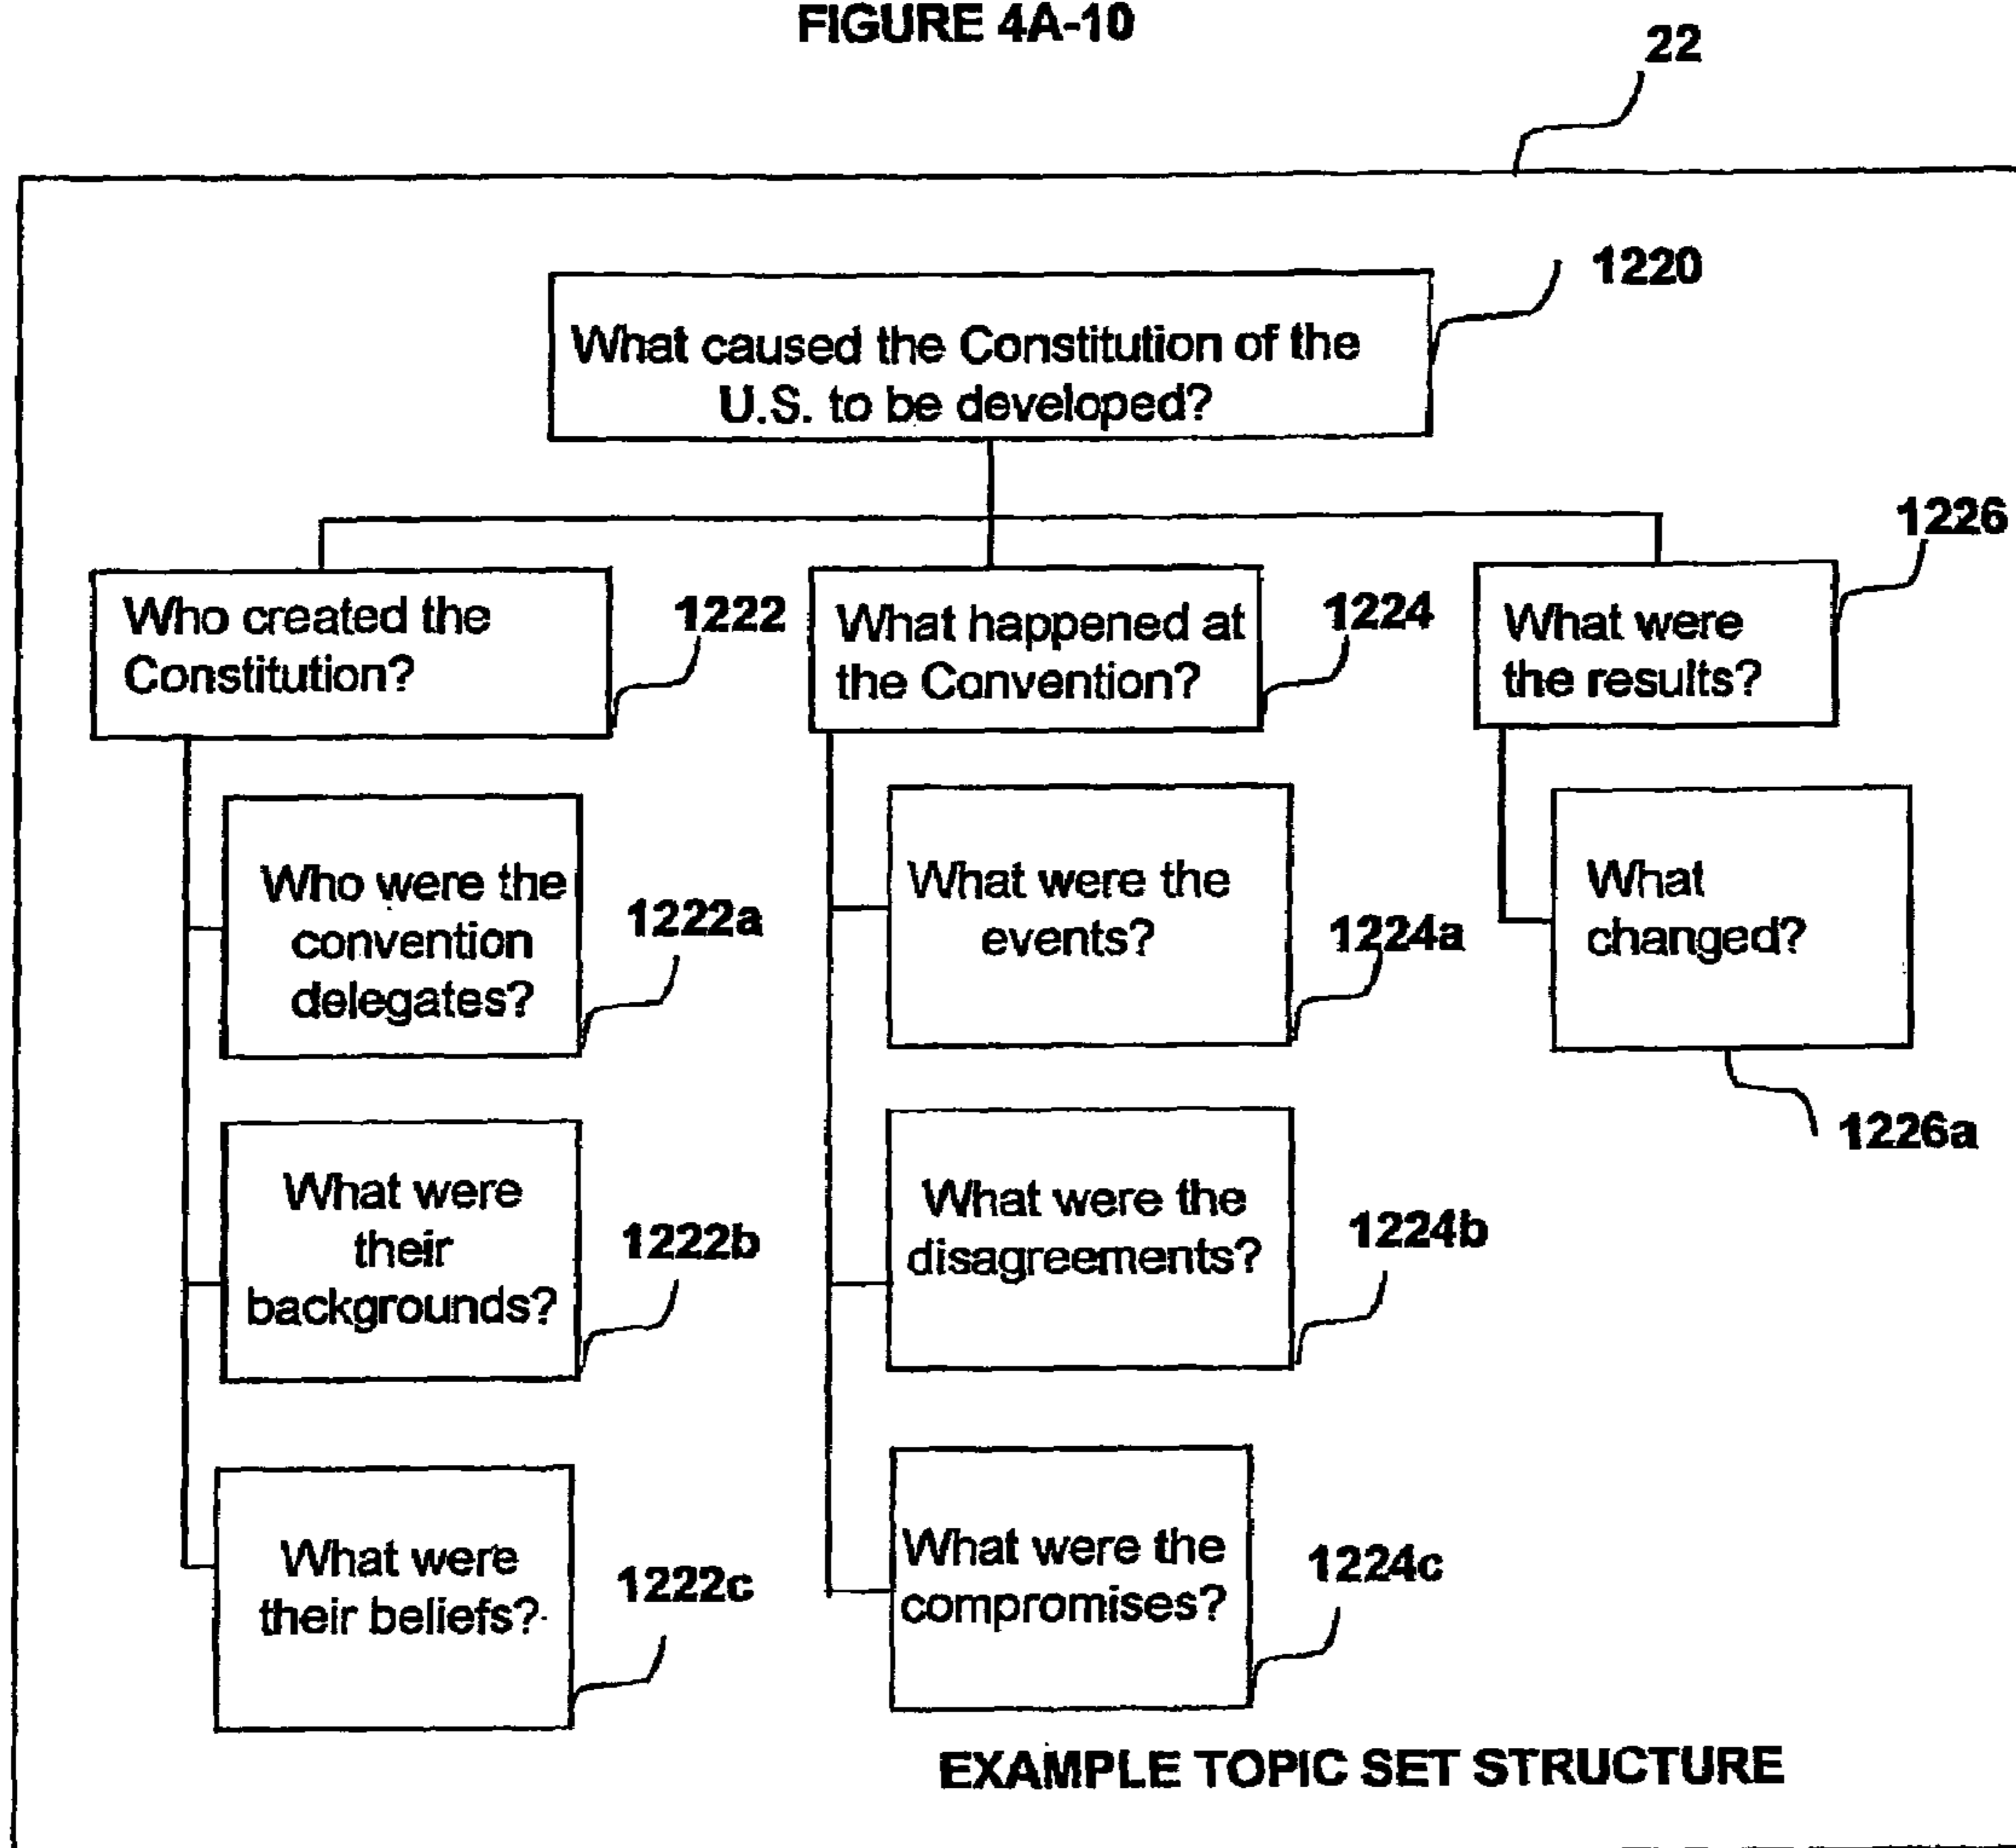 FIGURE 4A-10
22
1220
What caused the Constitution of the
U.S. to be developed?
1226
Who created the
Constitution?
1222
What happened at
the Convention?
1224
What were
the results?
Who were the
convention
delegates?
1222a
What were the
events?
1224a
What
changed?
1226a
What were
their
backgrounds?
1222b
What were the
disagreements?
1224b
What were
their beliefs?
1222c
What were the
compromises?
1224c
EXAMPLE TOPIC SET STRUCTURE